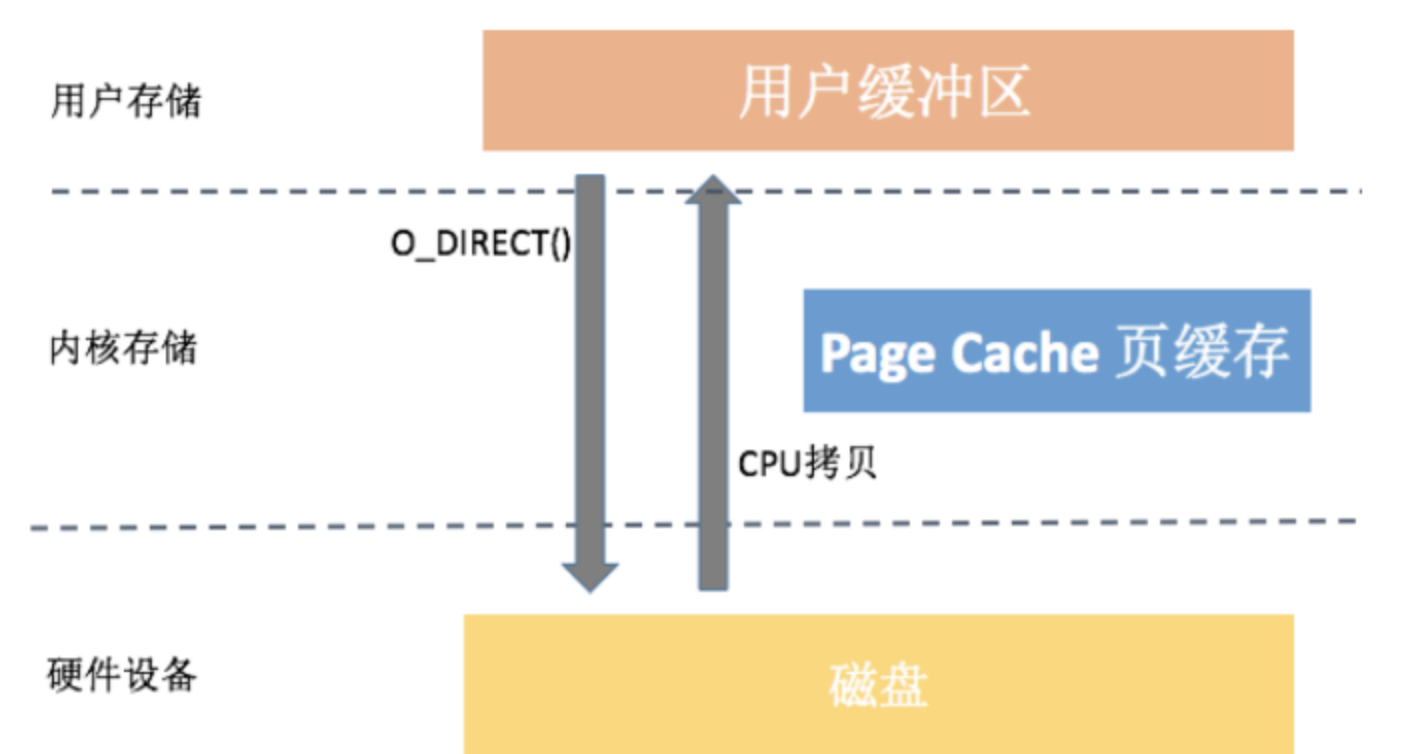 用户存储
用户缓冲区
O_DIRECT()
内核存储
Page Cache 页缓存
CPU拷贝
硬件设备
磁盘